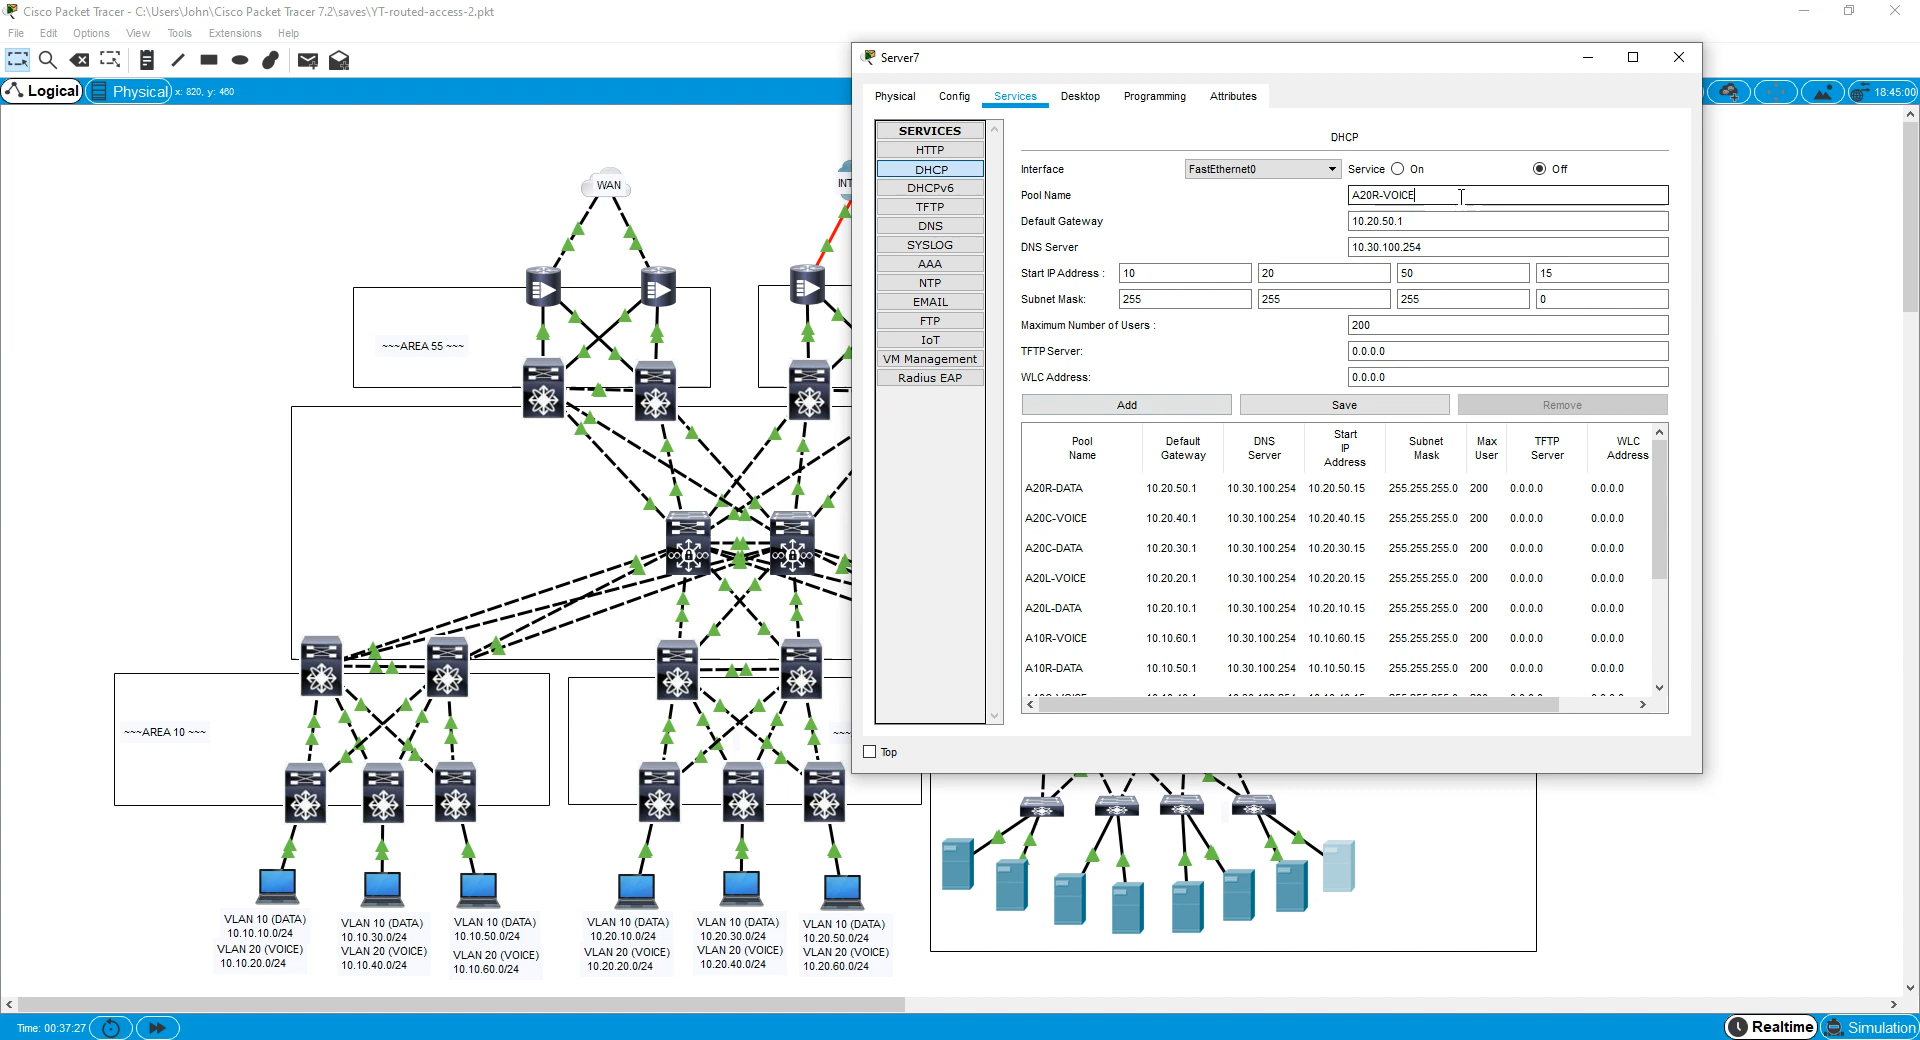 Cisco Packet Tracer - C:\Users\John\Cisco Packet Tracer 7.2\saves\YT-routed-access-2.pkt
File Edit Options View Tools Extensions Help
Logical Physical x: 820, y: 460
18:45:00
WAN
INT
~~~AREA 55 ~~~
~~~AREA 10 ~~~
~~~
VLAN 10 (DATA)
10.10.10.0/24
VLAN 20 (VOICE)
10.10.20.0/24
VLAN 10 (DATA)
10.10.30.0/24
VLAN 20 (VOICE)
10.10.40.0/24
VLAN 10 (DATA)
10.10.50.0/24
VLAN 20 (VOICE)
10.10.60.0/24
VLAN 10 (DATA)
10.20.10.0/24
VLAN 20 (VOICE)
10.20.20.0/24
VLAN 10 (DATA)
10.20.30.0/24
VLAN 20 (VOICE)
10.20.40.0/24
VLAN 10 (DATA)
10.20.50.0/24
VLAN 20 (VOICE)
10.20.60.0/24
Server7
Physical Config Services Desktop Programming Attributes
SERVICES
HTTP
DHCP
DHCPv6
TFTP
DNS
SYSLOG
AAA
NTP
EMAIL
FTP
IoT
VM Management
Radius EAP
DHCP
Interface FastEthernet0 Service On Off
Pool Name A20R-VOICE
Default Gateway 10.20.50.1
DNS Server 10.30.100.254
Start IP Address : 10 20 50 15
Subnet Mask: 255 255 255 0
Maximum Number of Users : 200
TFTP Server: 0.0.0.0
WLC Address: 0.0.0.0
Add Save Remove
Pool Name Default Gateway DNS Server Start IP Address Subnet Mask Max User TFTP Server WLC Address
A20R-DATA 10.20.50.1 10.30.100.254 10.20.50.15 255.255.255.0 200 0.0.0.0 0.0.0.0
A20C-VOICE 10.20.40.1 10.30.100.254 10.20.40.15 255.255.255.0 200 0.0.0.0 0.0.0.0
A20C-DATA 10.20.30.1 10.30.100.254 10.20.30.15 255.255.255.0 200 0.0.0.0 0.0.0.0
A20L-VOICE 10.20.20.1 10.30.100.254 10.20.20.15 255.255.255.0 200 0.0.0.0 0.0.0.0
A20L-DATA 10.20.10.1 10.30.100.254 10.20.10.15 255.255.255.0 200 0.0.0.0 0.0.0.0
A10R-VOICE 10.10.60.1 10.30.100.254 10.10.60.15 255.255.255.0 200 0.0.0.0 0.0.0.0
A10R-DATA 10.10.50.1 10.30.100.254 10.10.50.15 255.255.255.0 200 0.0.0.0 0.0.0.0
Top
Time: 00:37:27
Realtime Simulation